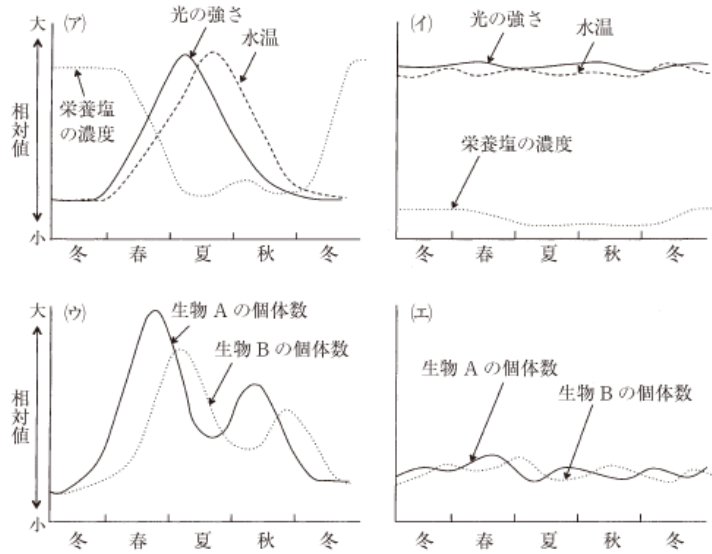 大
(ア)
光の強さ
水温
栄養塩
の濃度
相対値
小
冬 春 夏 秋 冬
(イ)
光の強さ
水温
栄養塩の濃度
冬 春 夏 秋 冬
大
(ウ)
生物 A の個体数
生物 B の個体数
相対値
小
冬 春 夏 秋 冬
(エ)
生物 A の個体数
生物 B の個体数
冬 春 夏 秋 冬